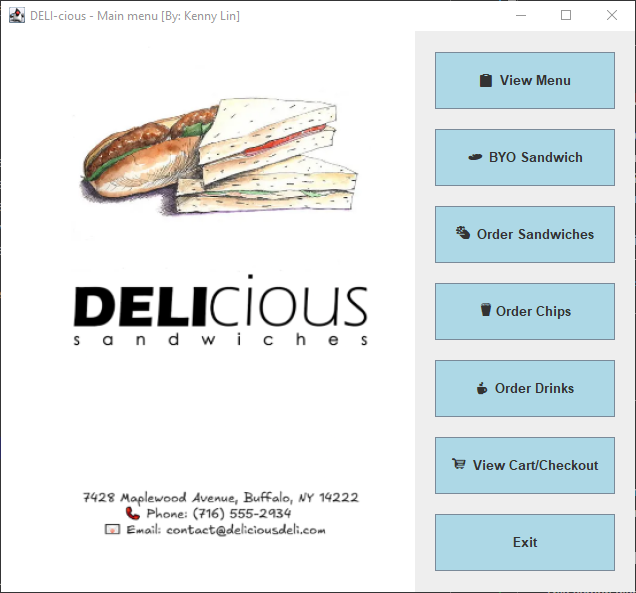 DELI-cious - Main menu [By: Kenny Lin]
DELIcious
sandwiches
7428 Maplewood Avenue, Buffalo, NY 14222
Phone: (716) 555-2934
Email: contact@deliciousdeli.com
View Menu
BYO Sandwich
Order Sandwiches
Order Chips
Order Drinks
View Cart/Checkout
Exit